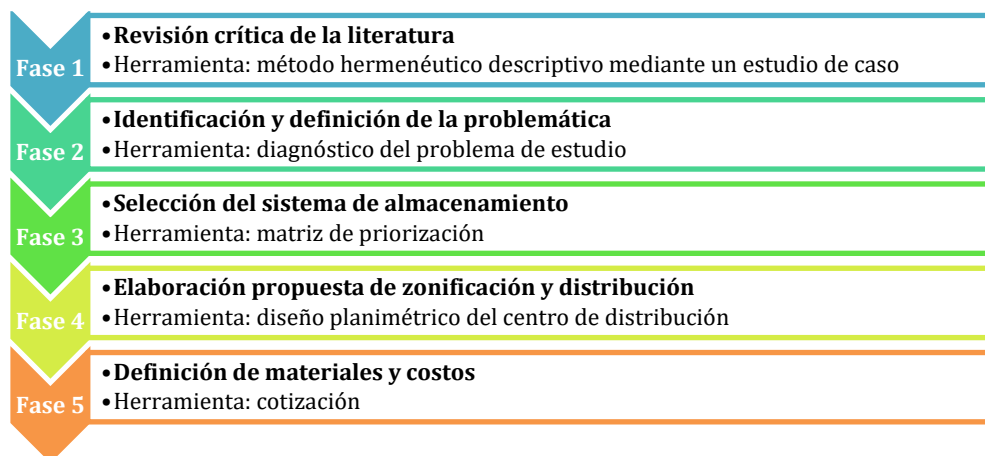 Fase 1
•Revisión crítica de la literatura
•Herramienta: método hermenéutico descriptivo mediante un estudio de caso
Fase 2
•Identificación y definición de la problemática
•Herramienta: diagnóstico del problema de estudio
Fase 3
•Selección del sistema de almacenamiento
•Herramienta: matriz de priorización
Fase 4
•Elaboración propuesta de zonificación y distribución
•Herramienta: diseño planimétrico del centro de distribución
Fase 5
•Definición de materiales y costos
•Herramienta: cotización